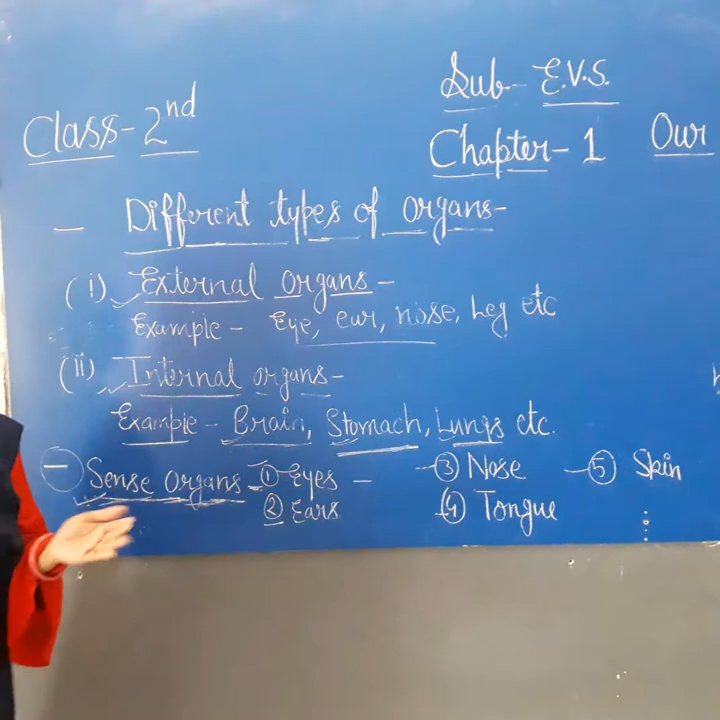 Sub- E.V.S.
Class- 2nd
Chapter- 1 Our
- Different types of organs-
(i) External organs-
Example - Eye, ear, nose, Leg etc
(ii) Internal organs-
Example - Brain, Stomach, Lungs etc.
- Sense Organs - ① Eyes - ③ Nose - ⑤ Skin
② Ears ④ Tongue